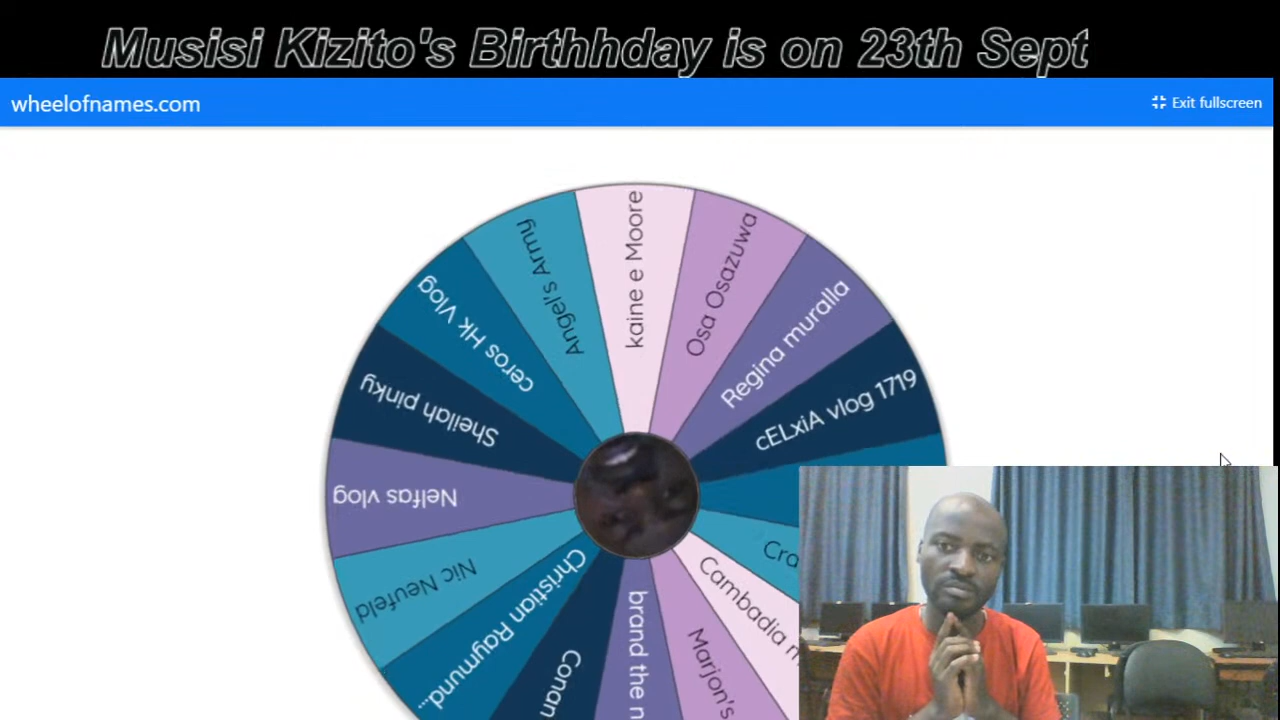 Musisi Kizito's Birthhday is on 23th Sept
wheelofnames.com
Exit fullscreen
kaine e Moore
Osa Osazuwa
Regina muralla
cELxiA vlog 1719
Cambadia
Marjon's
brand the n
Conan
Christian Raymund...
Nic Neufeld
Nelfas vlog
Sheilah pinky
ceros Hk Vlog
Angel's Army